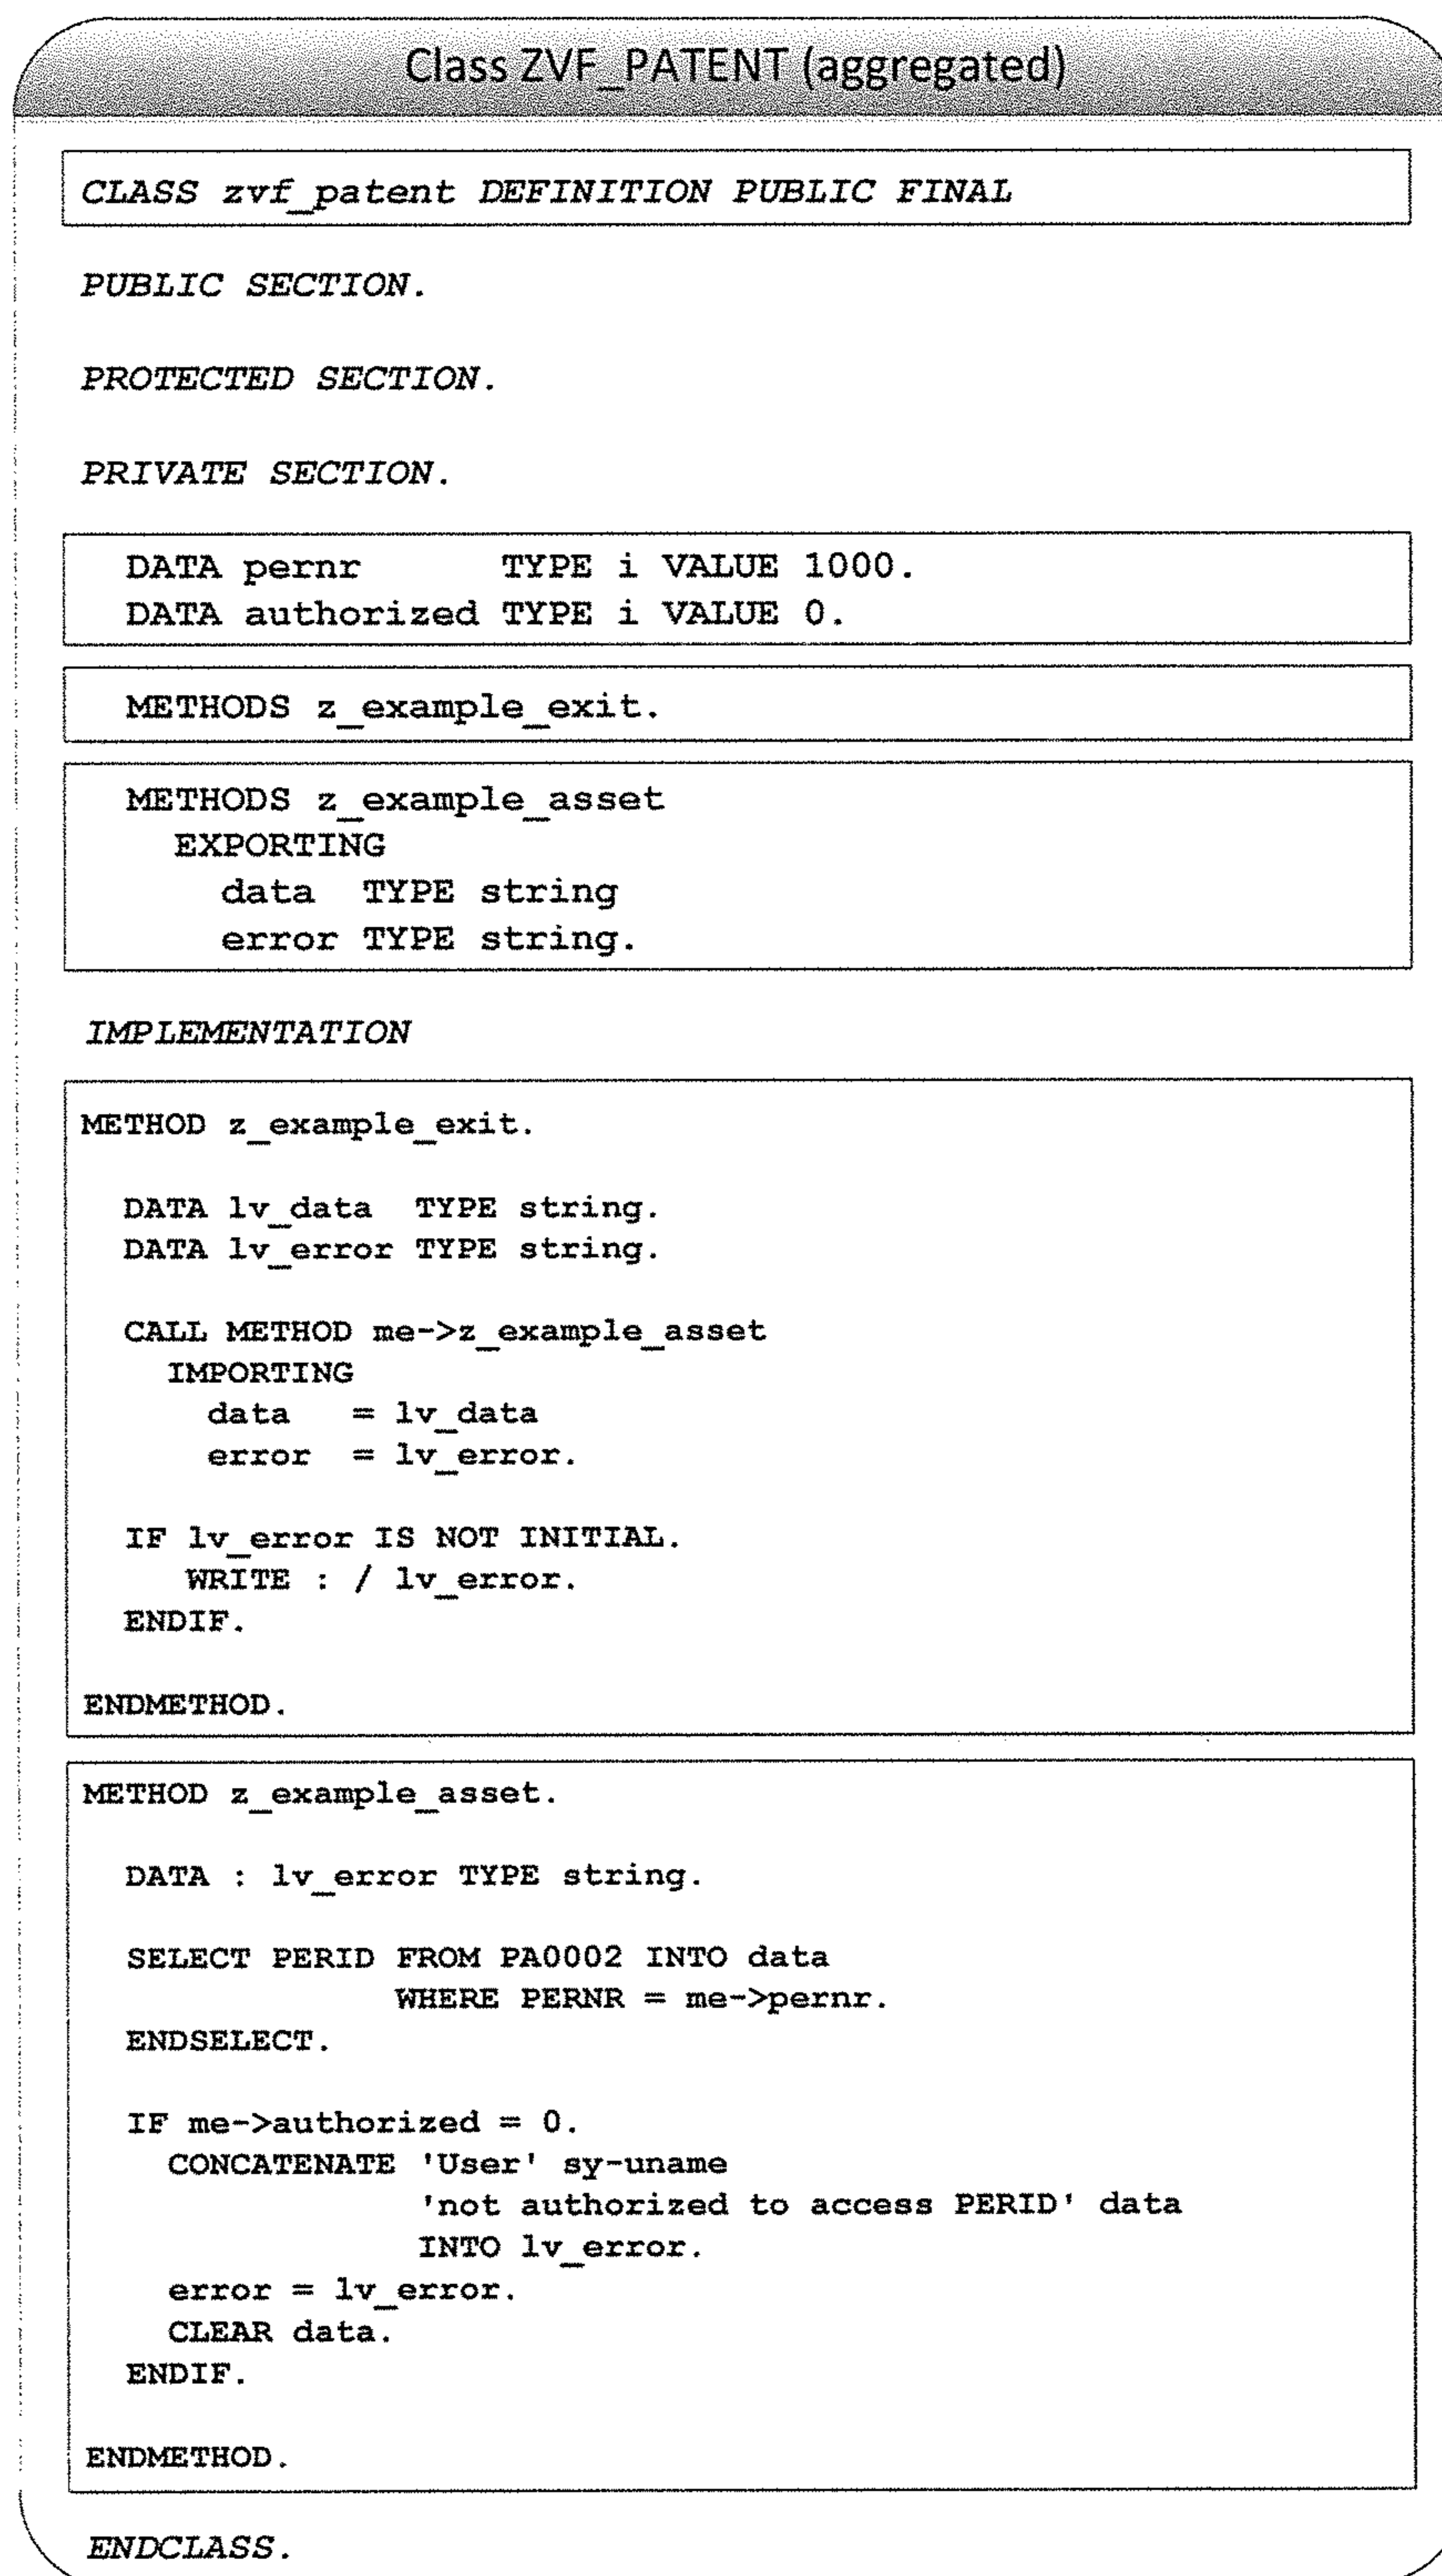 Class ZVF_PATENT (aggregated)
CLASS zvf_patent DEFINITION PUBLIC FINAL
PUBLIC SECTION.
PROTECTED SECTION.
PRIVATE SECTION.
DATA pernr TYPE i VALUE 1000.
DATA authorized TYPE i VALUE 0.
METHODS z_example_exit.
METHODS z_example_asset
EXPORTING
data TYPE string
error TYPE string.
IMPLEMENTATION
METHOD z_example_exit.
DATA lv_data TYPE string.
DATA lv_error TYPE string.
CALL METHOD me->z_example_asset
IMPORTING
data = lv_data
error = lv_error.
IF lv_error IS NOT INITIAL.
WRITE : / lv_error.
ENDIF.
ENDMETHOD.
METHOD z_example_asset.
DATA : lv_error TYPE string.
SELECT PERID FROM PA0002 INTO data
WHERE PERNR = me->pernr.
ENDSELECT.
IF me->authorized = 0.
CONCATENATE 'User' sy-uname
'not authorized to access PERID' data
INTO lv_error.
error = lv_error.
CLEAR data.
ENDIF.
ENDMETHOD.
ENDCLASS.